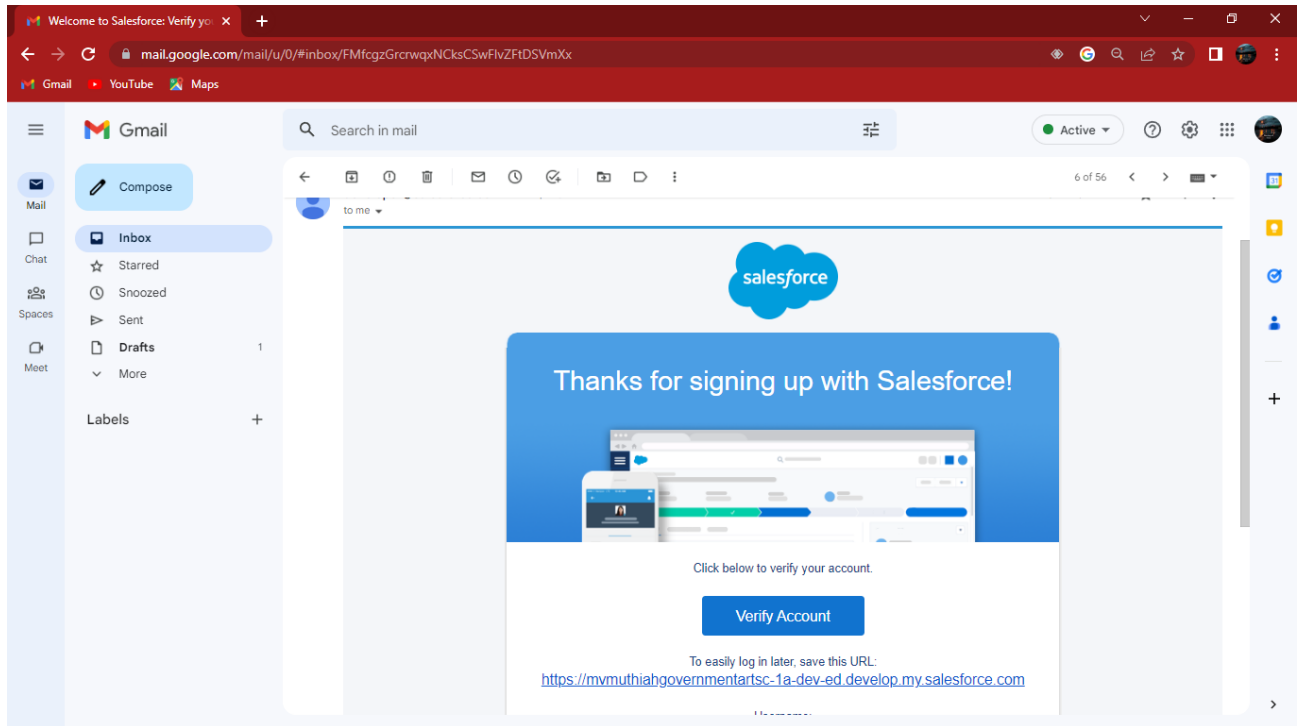 Welcome to Salesforce: Verify you
mail.google.com/mail/u/0/#inbox/FMfcgzGrcrwqxNCksCSwFlvZFtDSVmXx
Gmail YouTube Maps
Gmail
Search in mail
Active
Compose
6 of 56
Mail
to me
Inbox
Chat
Starred
Snoozed
Spaces
Sent
Drafts 1
Meet
More
Labels
salesforce
Thanks for signing up with Salesforce!
Click below to verify your account.
Verify Account
To easily log in later, save this URL:
https://mvmuthiahgovernmentartsc-1a-dev-ed.develop.my.salesforce.com